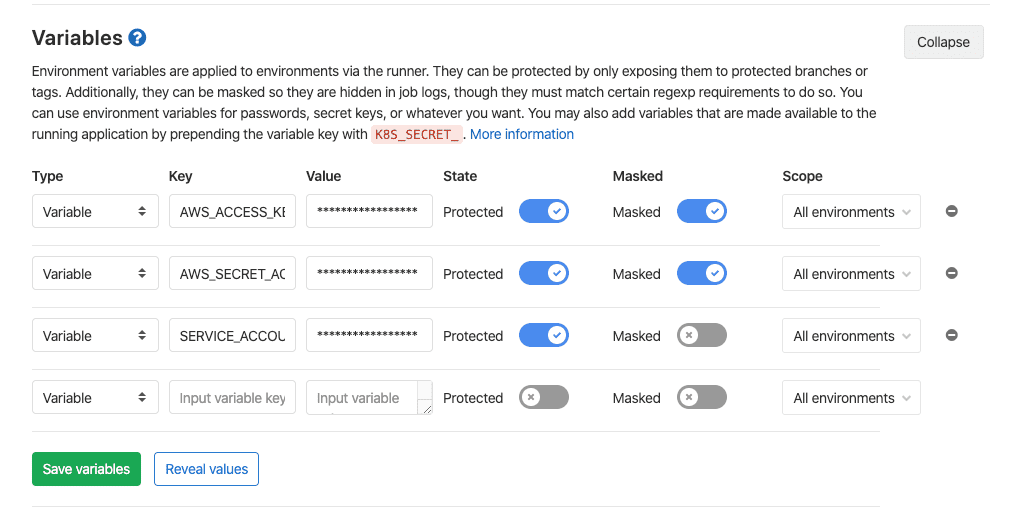 Variables
Collapse
Environment variables are applied to environments via the runner. They can be protected by only exposing them to protected branches or
tags. Additionally, they can be masked so they are hidden in job logs, though they must match certain regexp requirements to do so. You
can use environment variables for passwords, secret keys, or whatever you want. You may also add variables that are made available to the
running application by prepending the variable key with K8S_SECRET_. More information
Type Key Value State Masked Scope
Variable AWS_ACCESS_KE ***************** Protected Masked All environments
Variable AWS_SECRET_AC ***************** Protected Masked All environments
Variable SERVICE_ACCOU ***************** Protected Masked All environments
Variable Input variable key Input variable Protected Masked All environments
Save variables Reveal values